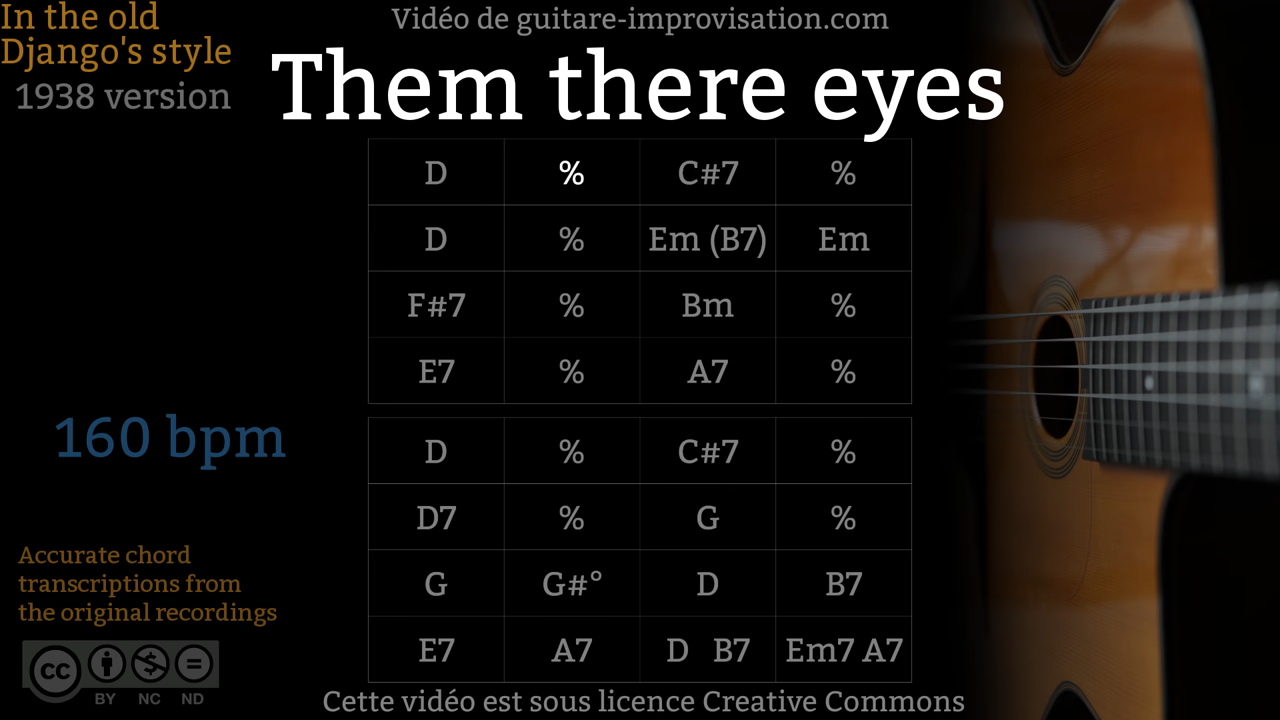 In the old
Django's style
1938 version
Vidéo de guitare-improvisation.com
Them there eyes
D % C#7 %
D % Em (B7) Em
F#7 % Bm %
E7 % A7 %
160 bpm
D % C#7 %
D7 % G %
G G#° D B7
E7 A7 D B7 Em7 A7
Accurate chord
transcriptions from
the original recordings
cc
BY NC ND
Cette vidéo est sous licence Creative Commons